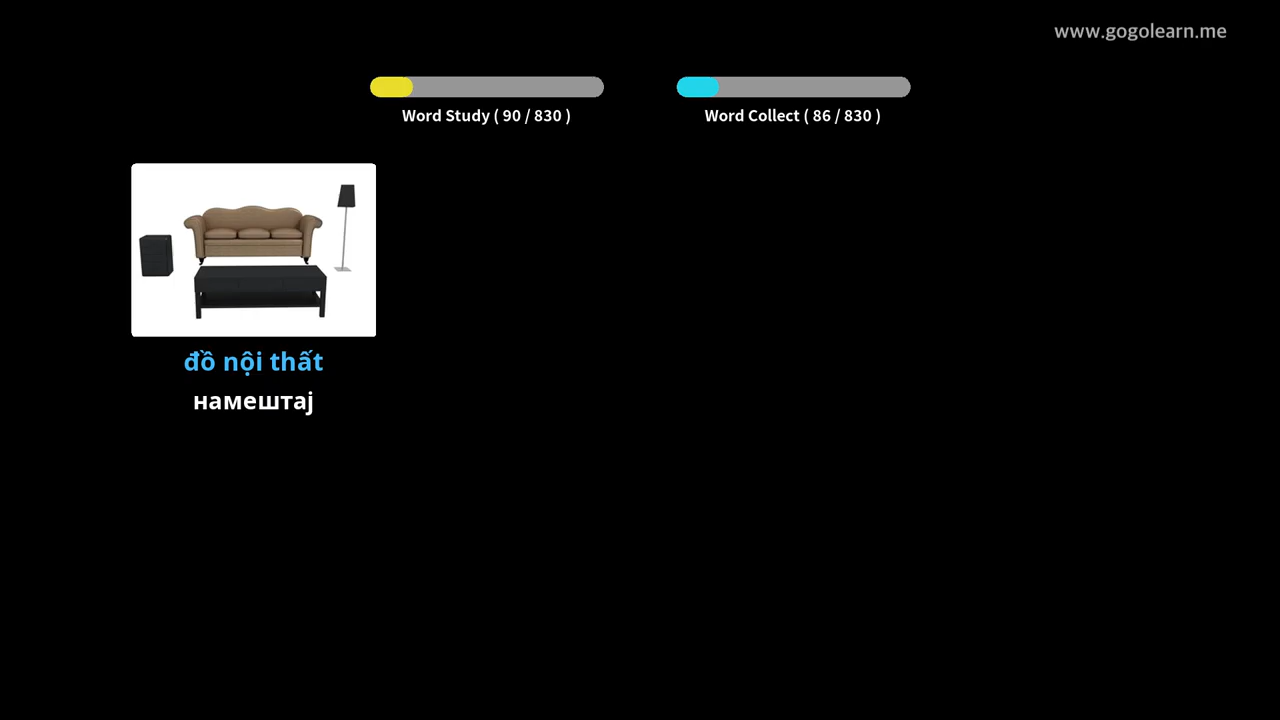 www.gogolearn.me
Word Study ( 90 / 830 )
Word Collect ( 86 / 830 )
đồ nội thất
намештај